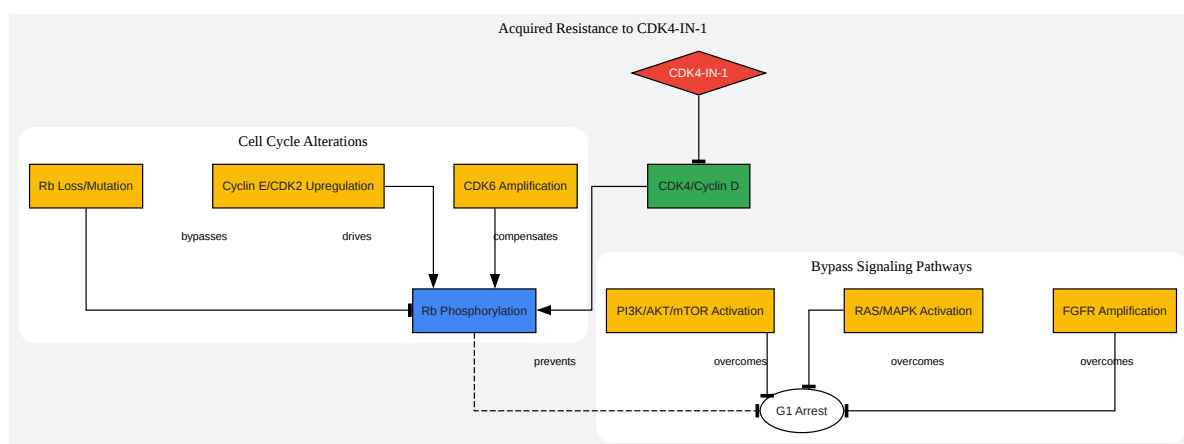 Acquired Resistance to CDK4-IN-1
CDK4-IN-1
Cell Cycle Alterations
Rb Loss/Mutation
Cyclin E/CDK2 Upregulation
CDK6 Amplification
CDK4/Cyclin D
bypasses
drives
compensates
Bypass Signaling Pathways
Rb Phosphorylation
PI3K/AKT/mTOR Activation
RAS/MAPK Activation
FGFR Amplification
prevents
overcomes
overcomes
overcomes
G1 Arrest